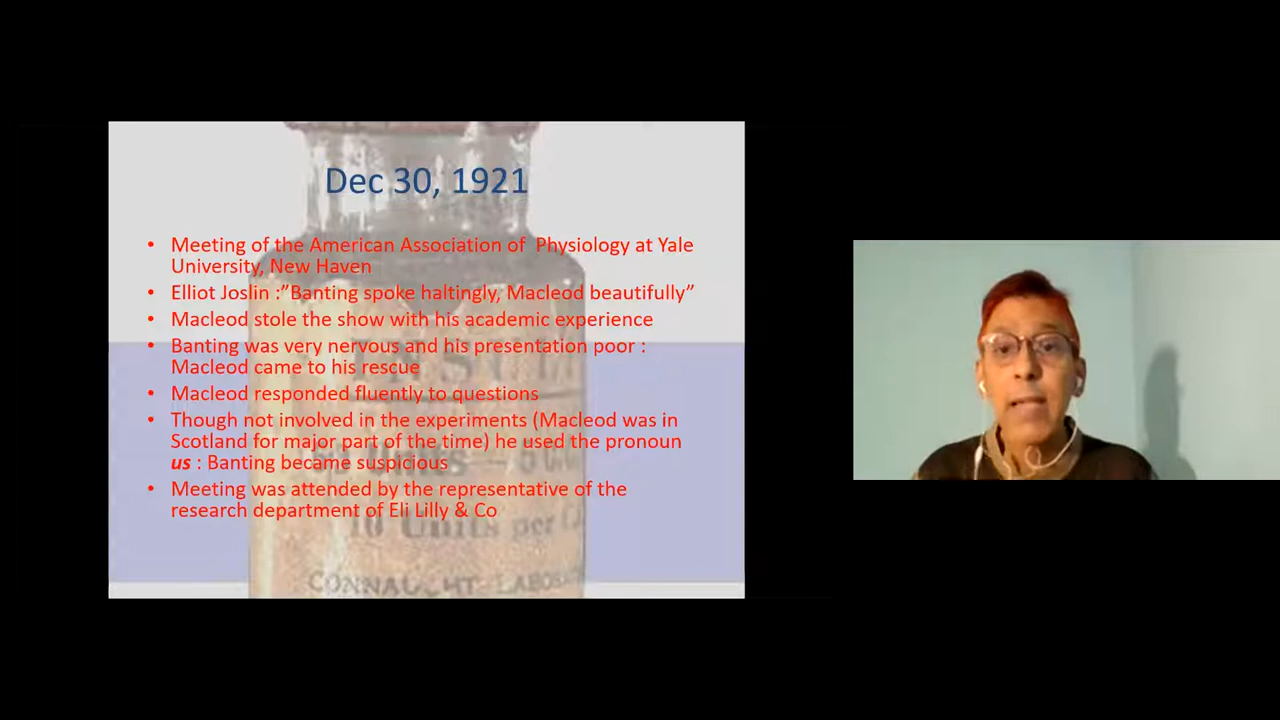 Dec 30, 1921
• Meeting of the American Association of  Physiology at Yale
University, New Haven
• Elliot Joslin :”Banting spoke haltingly, Macleod beautifully”
• Macleod stole the show with his academic experience
• Banting was very nervous and his presentation poor :
Macleod came to his rescue
• Macleod responded fluently to questions
• Though not involved in the experiments (Macleod was in
Scotland for major part of the time) he used the pronoun
us : Banting became suspicious
• Meeting was attended by the representative of the
research department of Eli Lilly & Co
10 Units per
CONNAUGHT